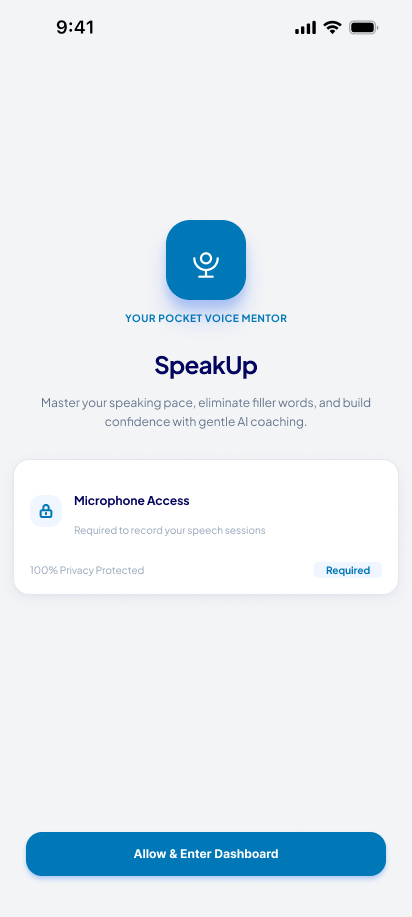 9:41
YOUR POCKET VOICE MENTOR
SpeakUp
Master your speaking pace, eliminate filler words, and build
confidence with gentle AI coaching.
Microphone Access
Required to record your speech sessions
100% Privacy Protected
Required
Allow & Enter Dashboard